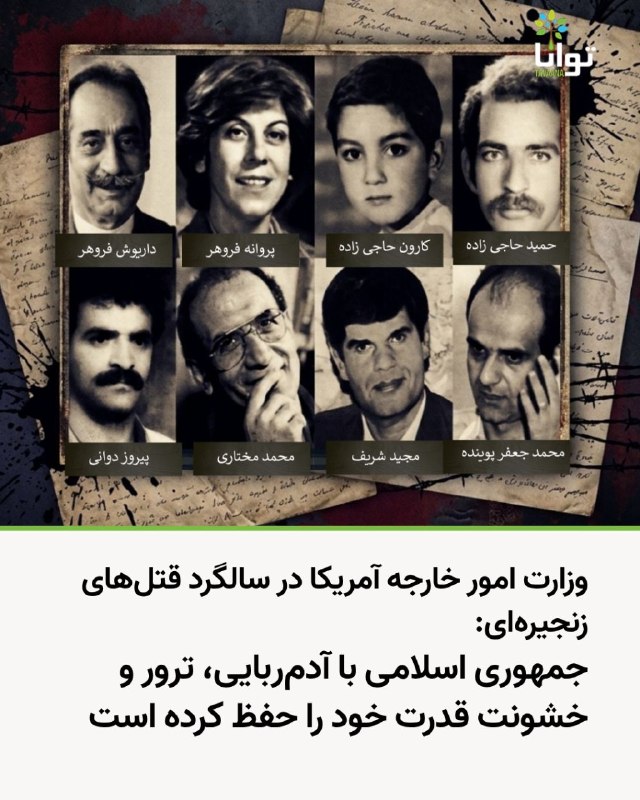 توانا
TAVAANA
داریوش فروهر
پروانه فروهر
کارون حاجی زاده
حمید حاجی زاده
پیروز دوانی
محمد مختاری
مجید شریف
محمد جعفر پوینده
وزارت امور خارجه آمریکا در سالگرد قتل‌های
زنجیره‌ای:
جمهوری اسلامی با آدم‌ربایی، ترور و
خشونت قدرت خود را حفظ کرده است